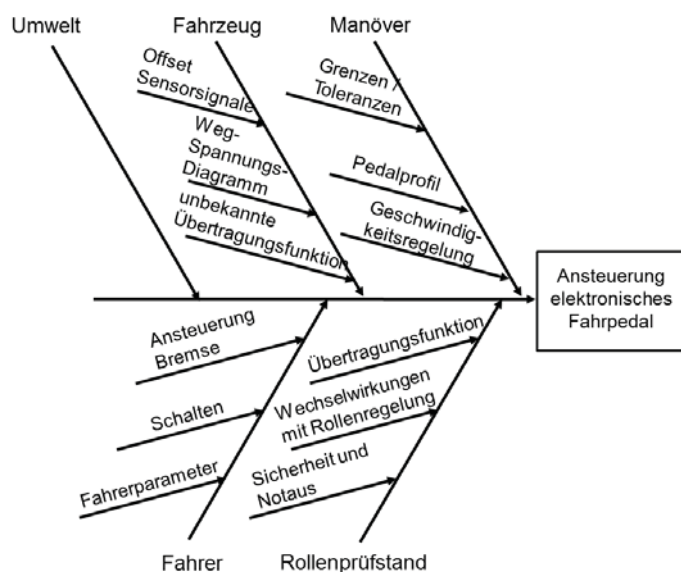 Umwelt
Fahrzeug
Manöver
Offset
Sensorsignale
Weg-
Spannungs-
Diagramm
unbekannte
Übertragungsfunktion
Grenzen /
Toleranzen
Pedalprofil
Geschwindig-
keitsregelung
Ansteuerung
elektronisches
Fahrpedal
Ansteuerung
Bremse
Schalten
Fahrerparameter
Übertragungsfunktion
Wechselwirkungen
mit Rollenregelung
Sicherheit und
Notaus
Fahrer
Rollenprüfstand